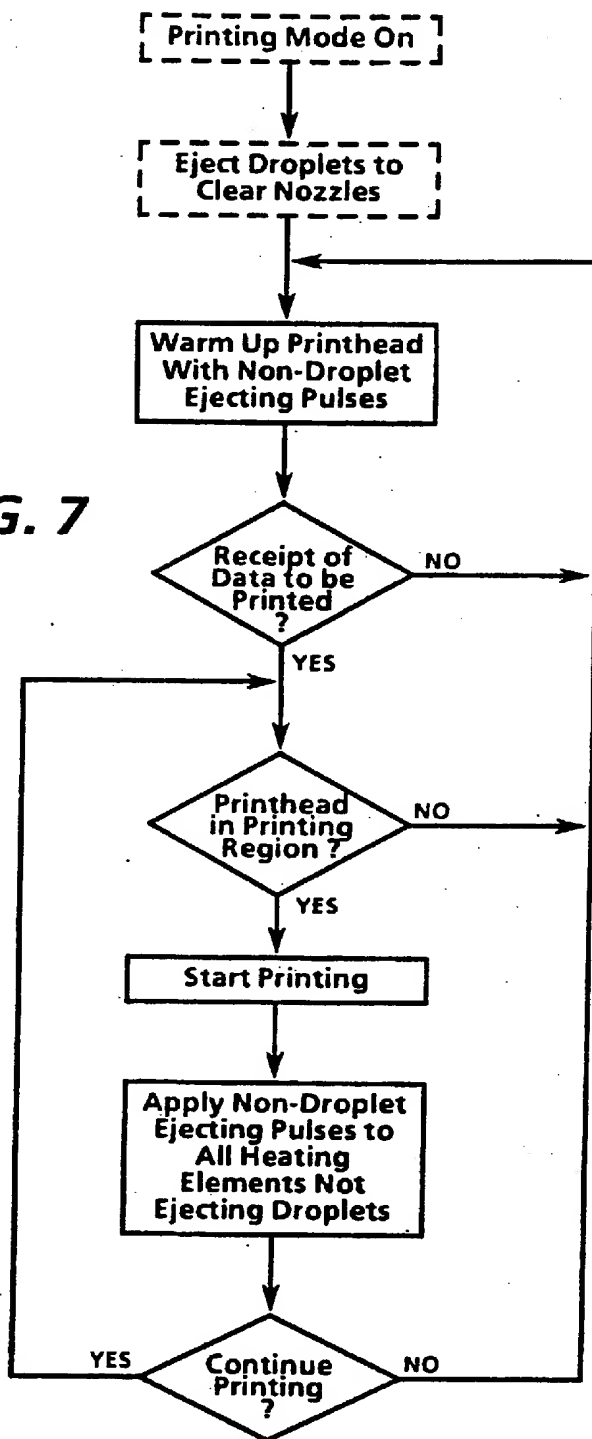 Printing Mode On
Eject Droplets to
Clear Nozzles
Warm Up Printhead
With Non-Droplet
Ejecting Pulses
G. 7
Receipt of
Data to be
Printed
?
NO
YES
Printhead
in Printing
Region ?
NO
YES
Start Printing
Apply Non-Droplet
Ejecting Pulses to
All Heating
Elements Not
Ejecting Droplets
YES
Continue
Printing
?
NO